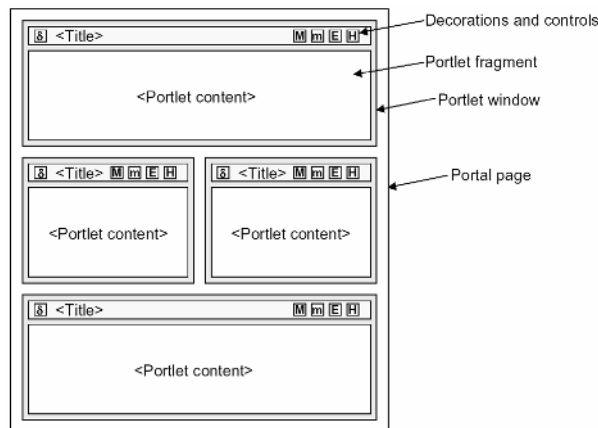 δ <Title> M m E H
Decorations and controls
Portlet fragment
<Portlet content>
Portlet window
δ <Title> M m E H
δ <Title> M m E H
Portal page
<Portlet content>
<Portlet content>
δ <Title> M m E H
<Portlet content>